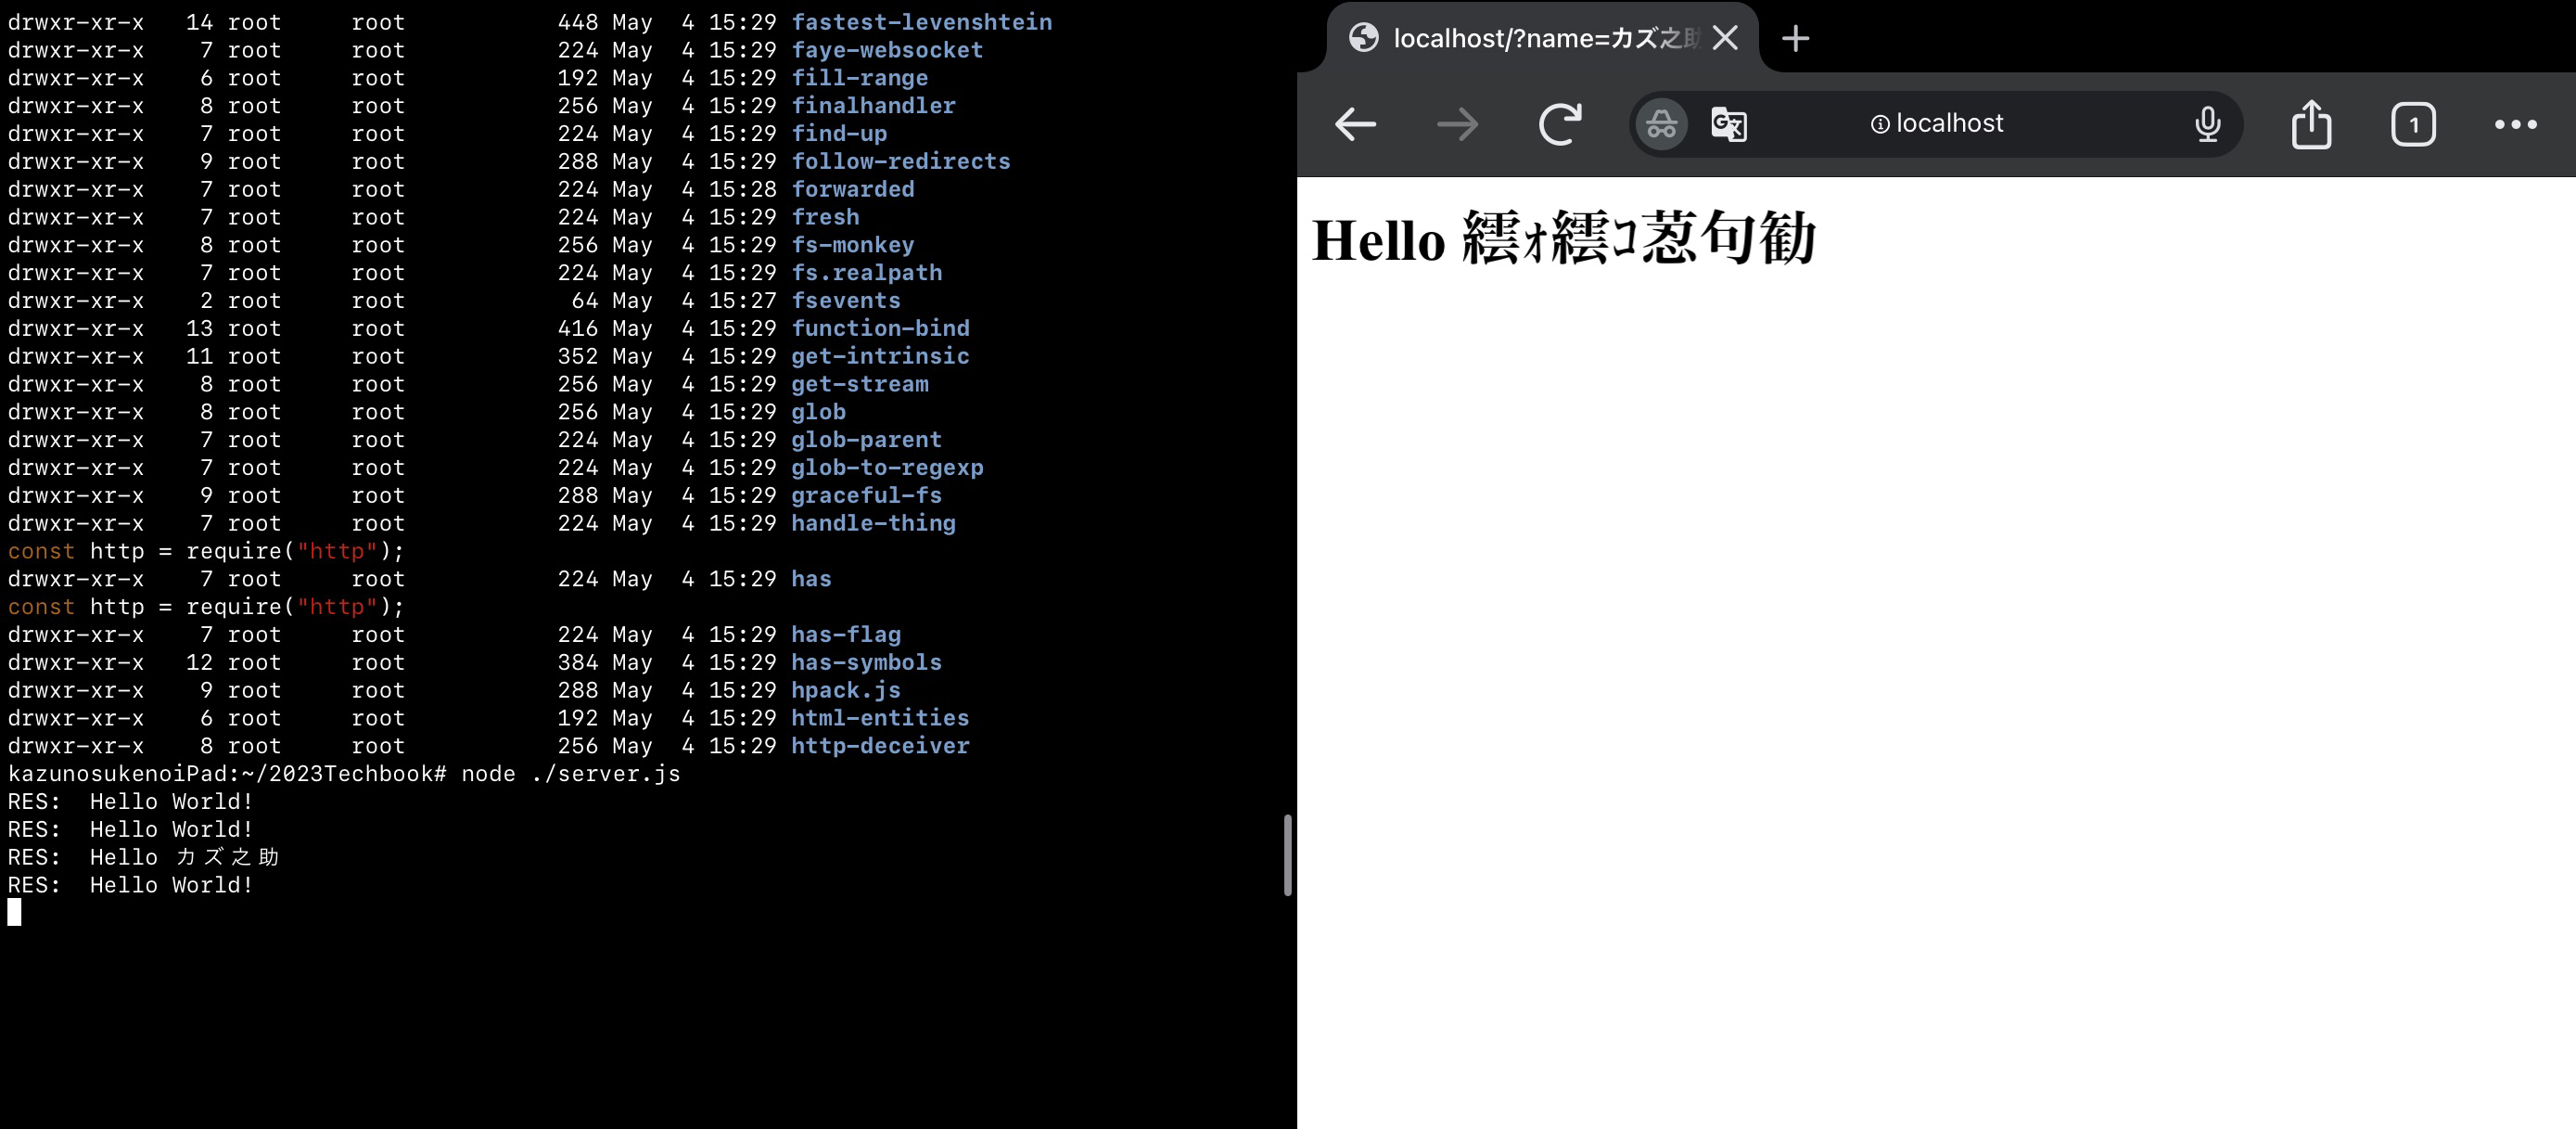 drwxr-xr-x   14 root     root           448 May  4 15:29 fastest-levenshtein
drwxr-xr-x    7 root     root           224 May  4 15:29 faye-websocket
drwxr-xr-x    6 root     root           192 May  4 15:29 fill-range
drwxr-xr-x    8 root     root           256 May  4 15:29 finalhandler
drwxr-xr-x    7 root     root           224 May  4 15:29 find-up
drwxr-xr-x    9 root     root           288 May  4 15:29 follow-redirects
drwxr-xr-x    7 root     root           224 May  4 15:28 forwarded
drwxr-xr-x    7 root     root           224 May  4 15:29 fresh
drwxr-xr-x    8 root     root           256 May  4 15:29 fs-monkey
drwxr-xr-x    7 root     root           224 May  4 15:29 fs.realpath
drwxr-xr-x    2 root     root            64 May  4 15:27 fsevents
drwxr-xr-x   13 root     root           416 May  4 15:29 function-bind
drwxr-xr-x   11 root     root           352 May  4 15:29 get-intrinsic
drwxr-xr-x    8 root     root           256 May  4 15:29 get-stream
drwxr-xr-x    8 root     root           256 May  4 15:29 glob
drwxr-xr-x    7 root     root           224 May  4 15:29 glob-parent
drwxr-xr-x    7 root     root           224 May  4 15:29 glob-to-regexp
drwxr-xr-x    9 root     root           288 May  4 15:29 graceful-fs
drwxr-xr-x    7 root     root           224 May  4 15:29 handle-thing
const http = require("http");
drwxr-xr-x    7 root     root           224 May  4 15:29 has
const http = require("http");
drwxr-xr-x    7 root     root           224 May  4 15:29 has-flag
drwxr-xr-x   12 root     root           384 May  4 15:29 has-symbols
drwxr-xr-x    9 root     root           288 May  4 15:29 hpack.js
drwxr-xr-x    6 root     root           192 May  4 15:29 html-entities
drwxr-xr-x    8 root     root           256 May  4 15:29 http-deceiver
kazunosukenoiPad:~/2023Techbook# node ./server.js
RES:  Hello World!
RES:  Hello World!
RES:  Hello カズ之助
RES:  Hello World!
localhost/?name=カズ之助
localhost
1
Hello 繧ｫ繧ｺ荵句勧